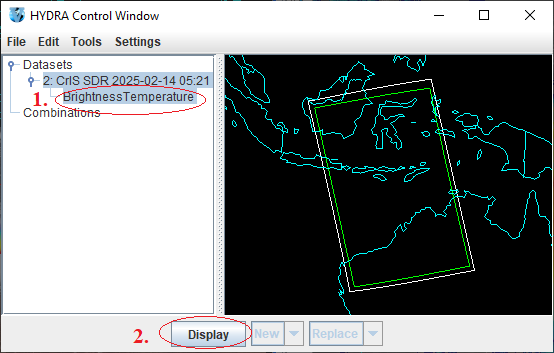 HYDRA Control Window
File Edit Tools Settings
Datasets
2: CrIS SDR 2025-02-14 05:21
1. BrightnessTemperature
Combinations
2. Display New Replace